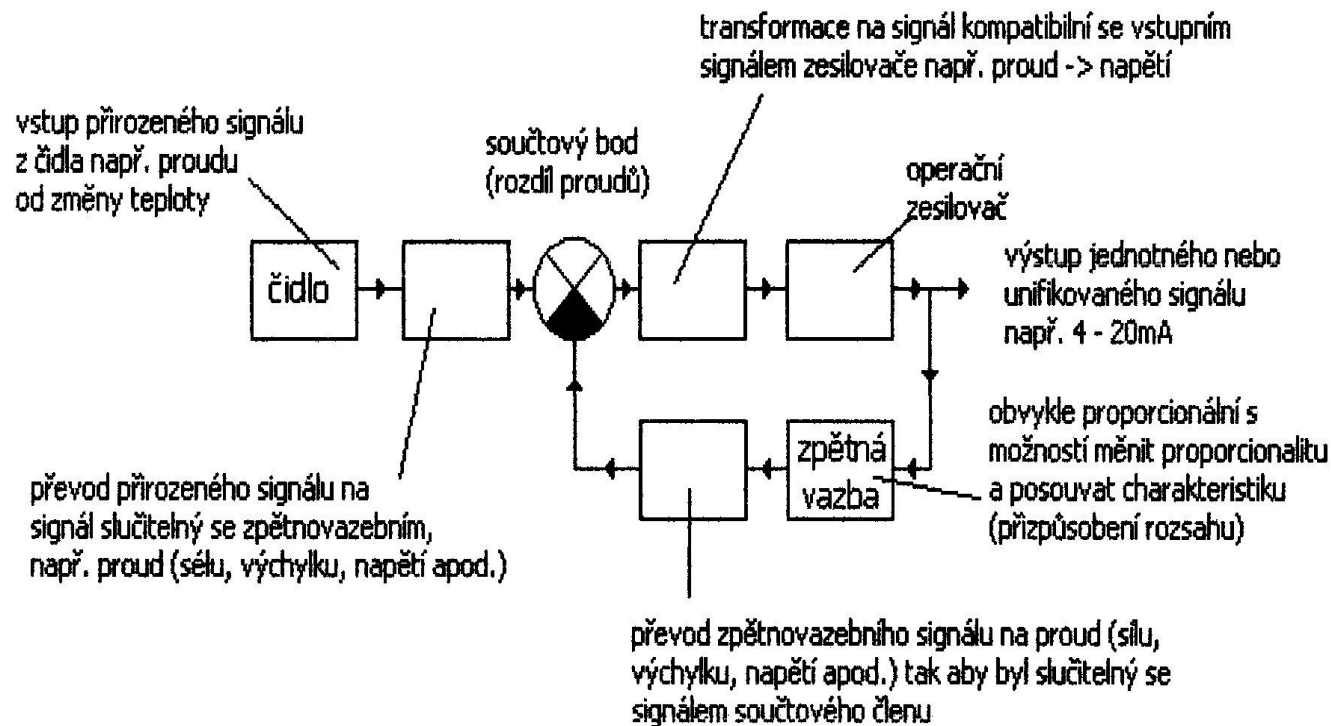 transformace na signál kompatibilní se vstupním
signálem zesilovače např. proud -> napětí
vstup přirozeného signálu
z čidla např. proudu
od změny teploty
součtový bod
(rozdíl proudů)
operační
zesilovač
čidlo
výstup jednotného nebo
unifikovaného signálu
např. 4 - 20mA
zpětná
vazba
obvykle proporcionální s
možností měnit proporcionalitu
a posouvat charakteristiku
(přizpůsobení rozsahu)
převod přirozeného signálu na
signál slučitelný se zpětnovazebním,
např. proud (sélu, výchylku, napětí apod.)
převod zpětnovazebního signálu na proud (sílu,
výchylku, napětí apod.) tak aby byl slučitelný se
signálem součtového členu